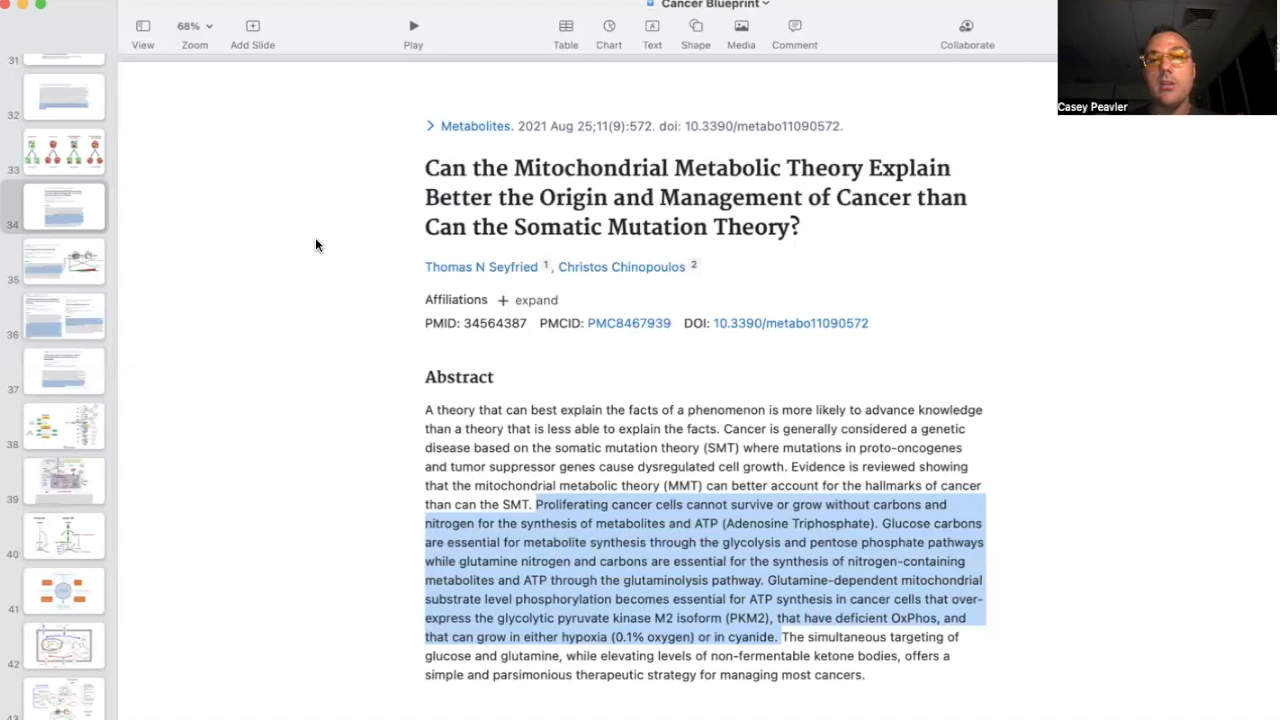 Cancer Blueprint
68%
View
Zoom
Add Slide
Play
Table
Chart
Text
Shape
Media
Comment
Collaborate
Casey Peavler
31
32
33
34
35
36
37
38
39
40
41
42
43
> Metabolites. 2021 Aug 25;11(9):572. doi: 10.3390/metabo11090572.
Can the Mitochondrial Metabolic Theory Explain
Better the Origin and Management of Cancer than
Can the Somatic Mutation Theory?
Thomas N Seyfried 1 , Christos Chinopoulos 2
Affiliations + expand
PMID: 34564387 PMCID: PMC8467939 DOI: 10.3390/metabo11090572
Abstract
A theory that can best explain the facts of a phenomenon is more likely to advance knowledge
than a theory that is less able to explain the facts. Cancer is generally considered a genetic
disease based on the somatic mutation theory (SMT) where mutations in proto-oncogenes
and tumor suppressor genes cause dysregulated cell growth. Evidence is reviewed showing
that the mitochondrial metabolic theory (MMT) can better account for the hallmarks of cancer
than can the SMT. Proliferating cancer cells cannot survive or grow without carbons and
nitrogen for the synthesis of metabolites and ATP (Adenosine Triphosphate). Glucose carbons
are essential for metabolite synthesis through the glycolysis and pentose phosphate pathways
while glutamine nitrogen and carbons are essential for the synthesis of nitrogen-containing
metabolites and ATP through the glutaminolysis pathway. Glutamine-dependent mitochondrial
substrate level phosphorylation becomes essential for ATP synthesis in cancer cells that over-
express the glycolytic pyruvate kinase M2 isoform (PKM2), that have deficient OxPhos, and
that can grow in either hypoxia (0.1% oxygen) or in cyanide. The simultaneous targeting of
glucose and glutamine, while elevating levels of non-fermentable ketone bodies, offers a
simple and parsimonious therapeutic strategy for managing most cancers.